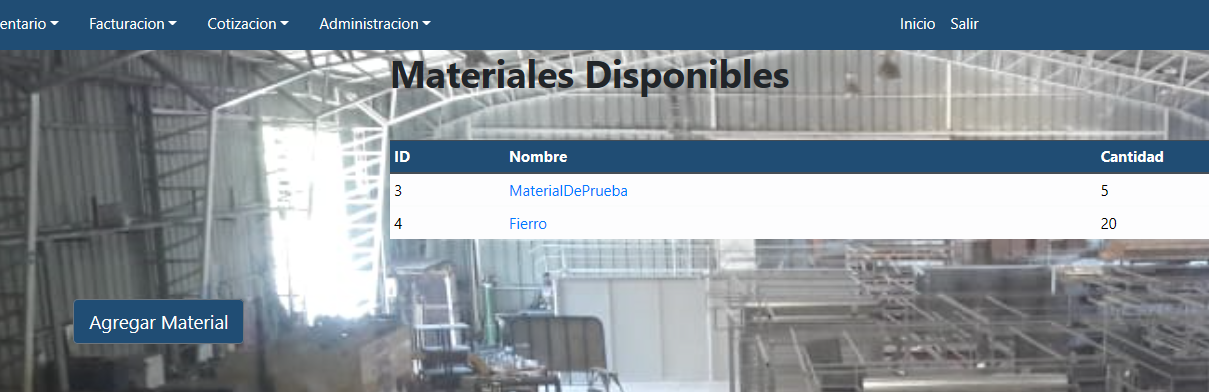 entario Facturacion Cotizacion Administracion Inicio Salir
Materiales Disponibles
ID Nombre Cantidad
3 MaterialDePrueba 5
4 Fierro 20
Agregar Material